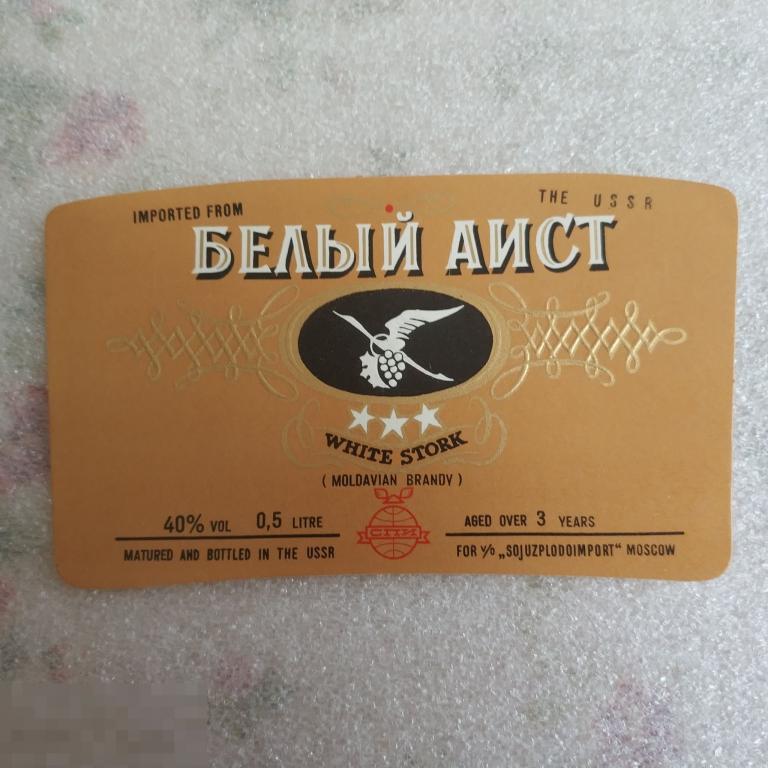 IMPORTED FROM THE USSR
БЕЛЫЙ АИСТ
WHITE STORK
( MOLDAVIAN BRANDY )
40% VOL 0,5 LITRE
MATURED AND BOTTLED IN THE USSR
СПИ
AGED OVER 3 YEARS
FOR V/O „SOJUZPLODOIMPORT“ MOSCOW